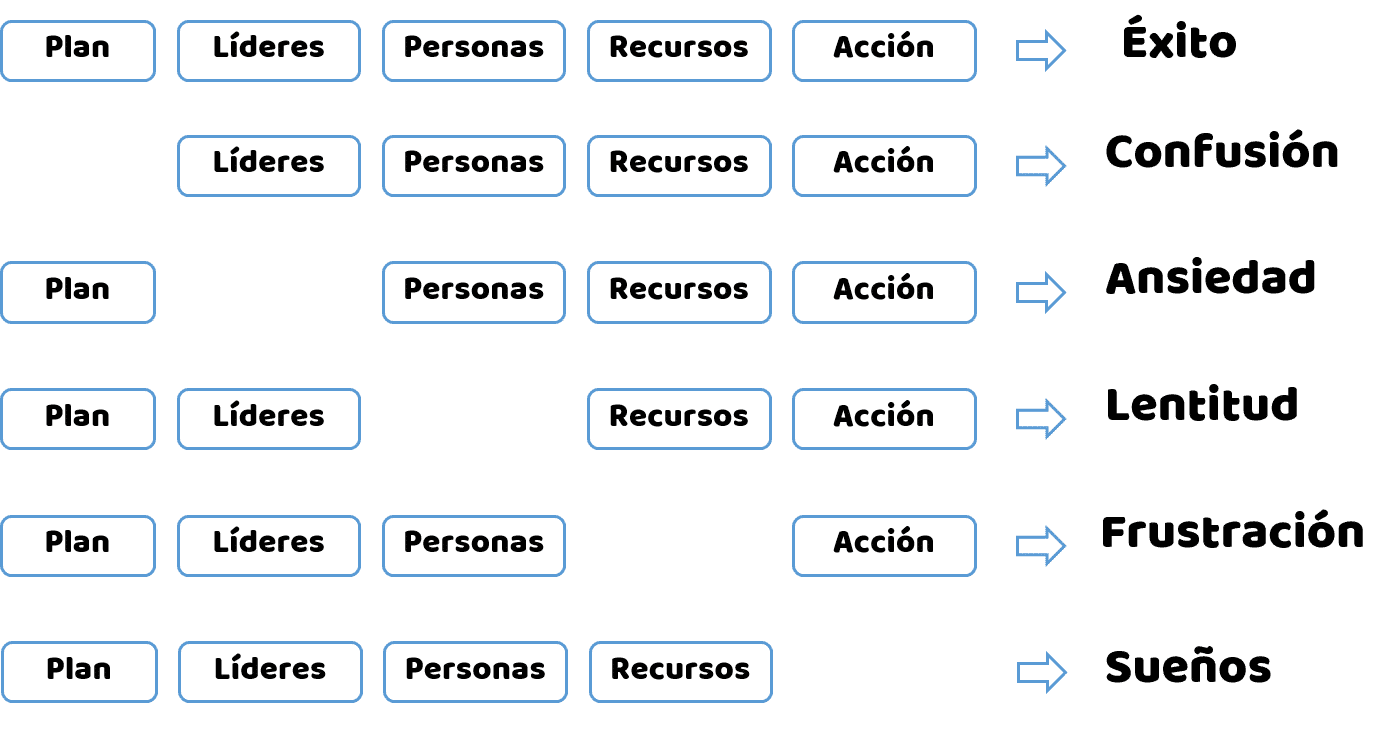 Plan Líderes Personas Recursos Acción Éxito
Líderes Personas Recursos Acción Confusión
Plan Personas Recursos Acción Ansiedad
Plan Líderes Recursos Acción Lentitud
Plan Líderes Personas Acción Frustración
Plan Líderes Personas Recursos Sueños